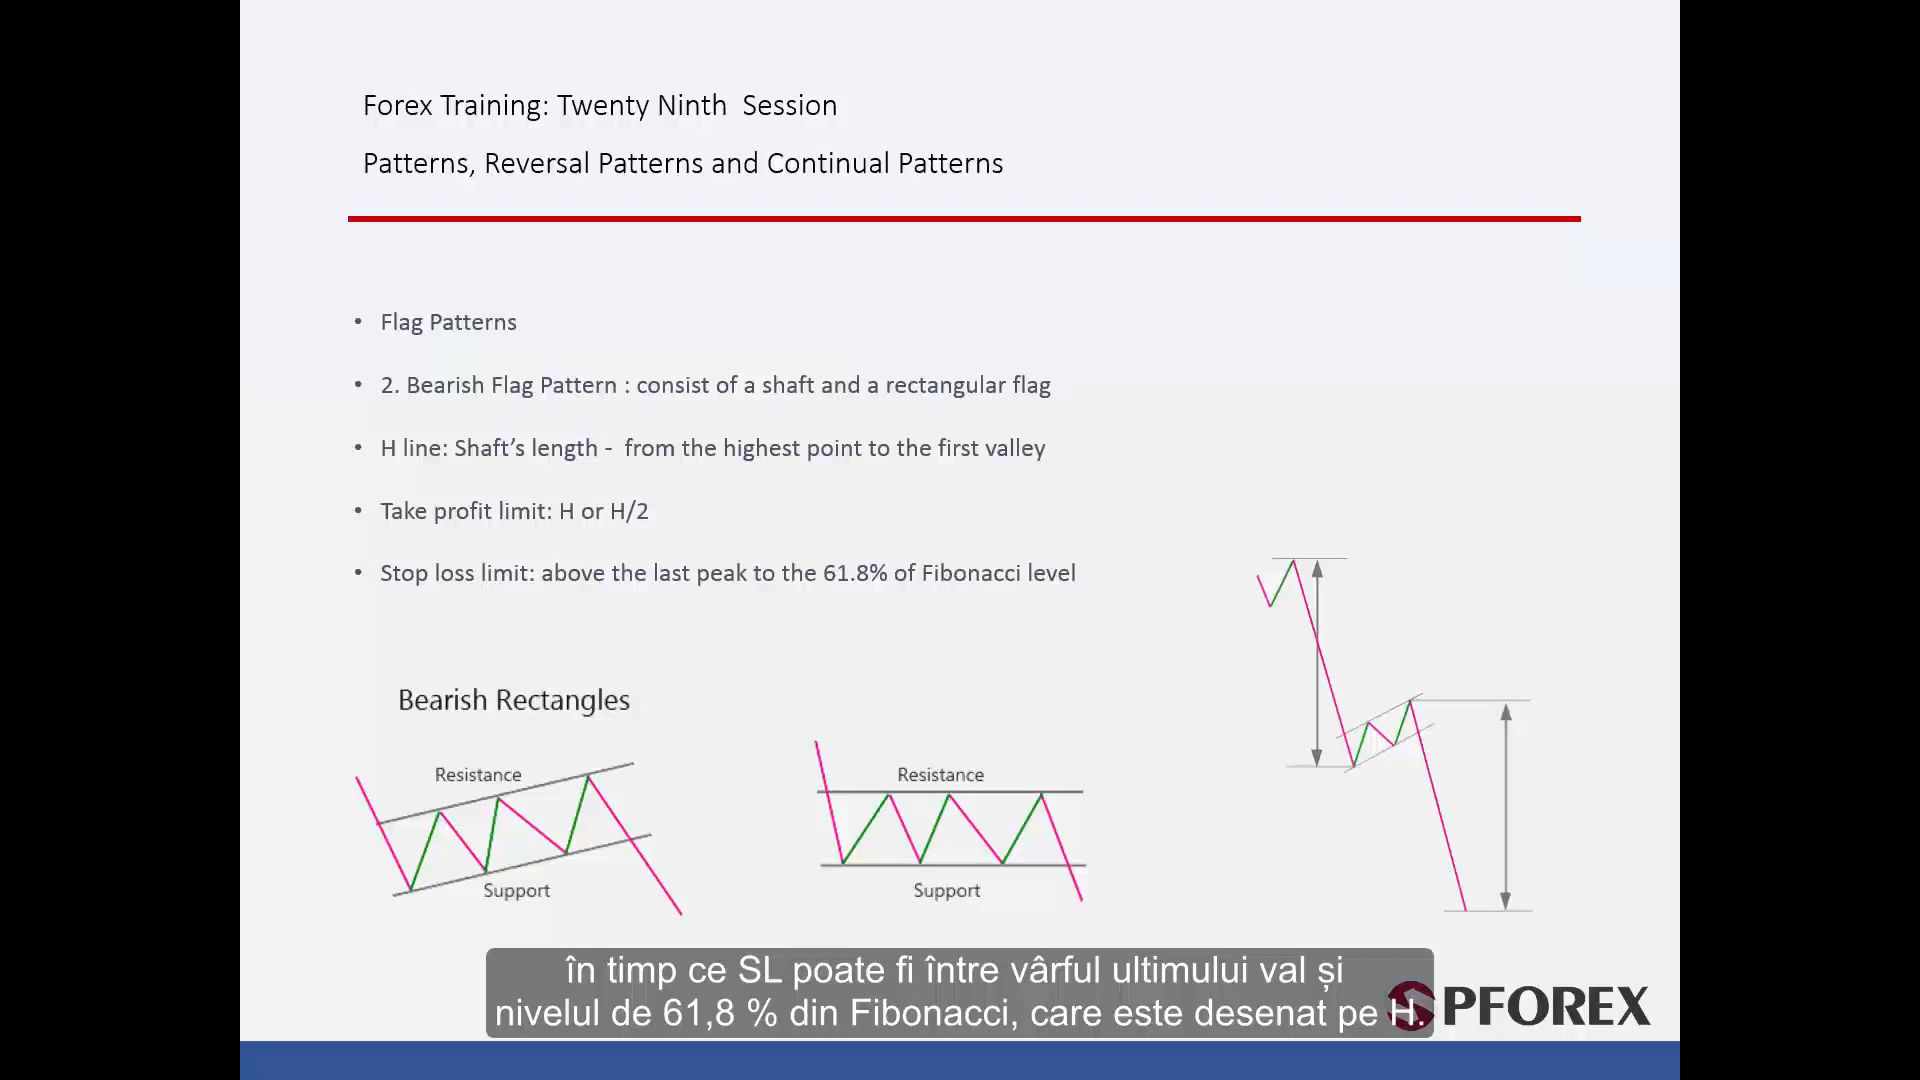 Forex Training: Twenty Ninth  Session
Patterns, Reversal Patterns and Continual Patterns
• Flag Patterns
• 2. Bearish Flag Pattern : consist of a shaft and a rectangular flag
• H line: Shaft’s length -  from the highest point to the first valley
• Take profit limit: H or H/2
• Stop loss limit: above the last peak to the 61.8% of Fibonacci level
Bearish Rectangles
Resistance
Support
Resistance
Support
în timp ce SL poate fi între vârful ultimului val și
nivelul de 61,8 % din Fibonacci, care este desenat pe H.
PFOREX